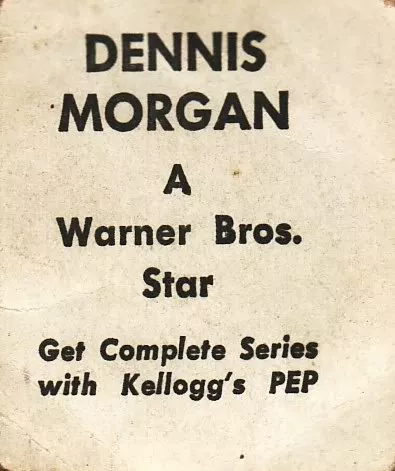 DENNIS
MORGAN
A
Warner Bros.
Star
Get Complete Series
with Kellogg's PEP